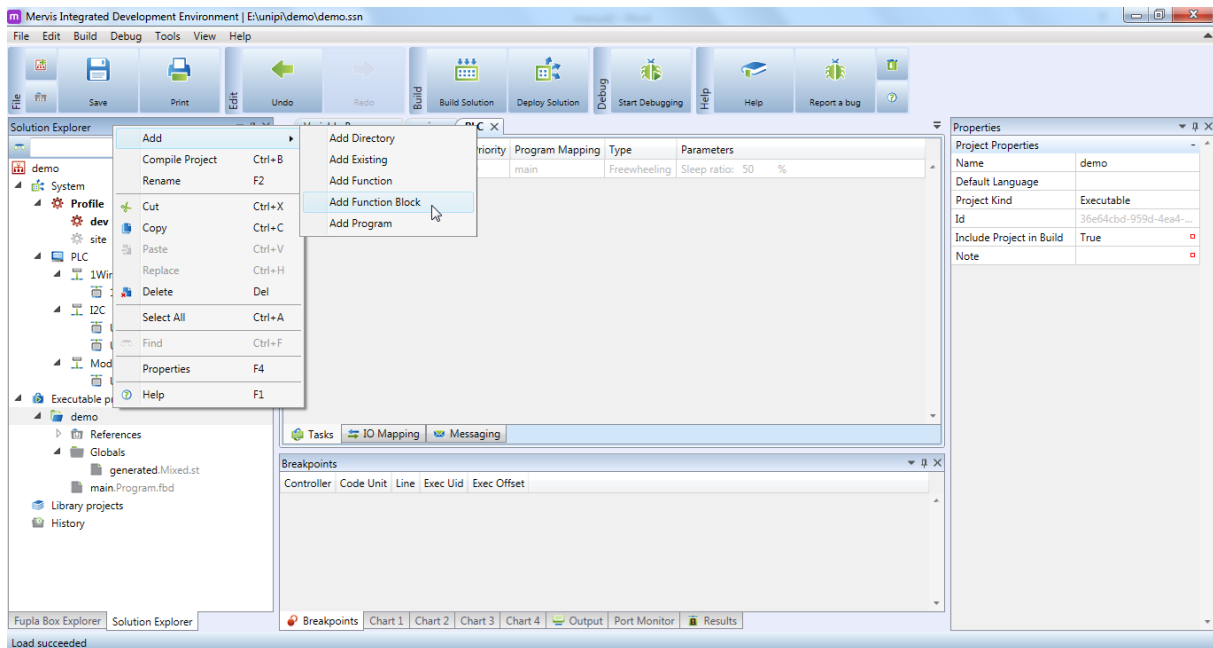 Mervis Integrated Development Environment | E:\unipi\demo\demo.ssn
File Edit Build Debug Tools View Help
File Save Print Edit Undo Redo Build Build Solution Deploy Solution Debug Start Debugging Help Help Report a bug
Solution Explorer
demo
System
Profile
dev
site
PLC
1Wir
I2C
Mod
Executable p
demo
References
Globals
generated.Mixed.st
main.Program.fbd
Library projects
History
Fupla Box Explorer Solution Explorer
Add
Compile Project Ctrl+B
Rename F2
Cut Ctrl+X
Copy Ctrl+C
Paste Ctrl+V
Replace Ctrl+H
Delete Del
Select All Ctrl+A
Find Ctrl+F
Properties F4
Help F1
Add Directory
Add Existing
Add Function
Add Function Block
Add Program
PLC
riority Program Mapping Type Parameters
main Freewheeling Sleep ratio: 50 %
Tasks IO Mapping Messaging
Breakpoints
Controller Code Unit Line Exec Uid Exec Offset
Breakpoints Chart 1 Chart 2 Chart 3 Chart 4 Output Port Monitor Results
Properties
Project Properties
Name demo
Default Language
Project Kind Executable
Id 36e64cbd-959d-4ea4-...
Include Project in Build True
Note
Load succeeded